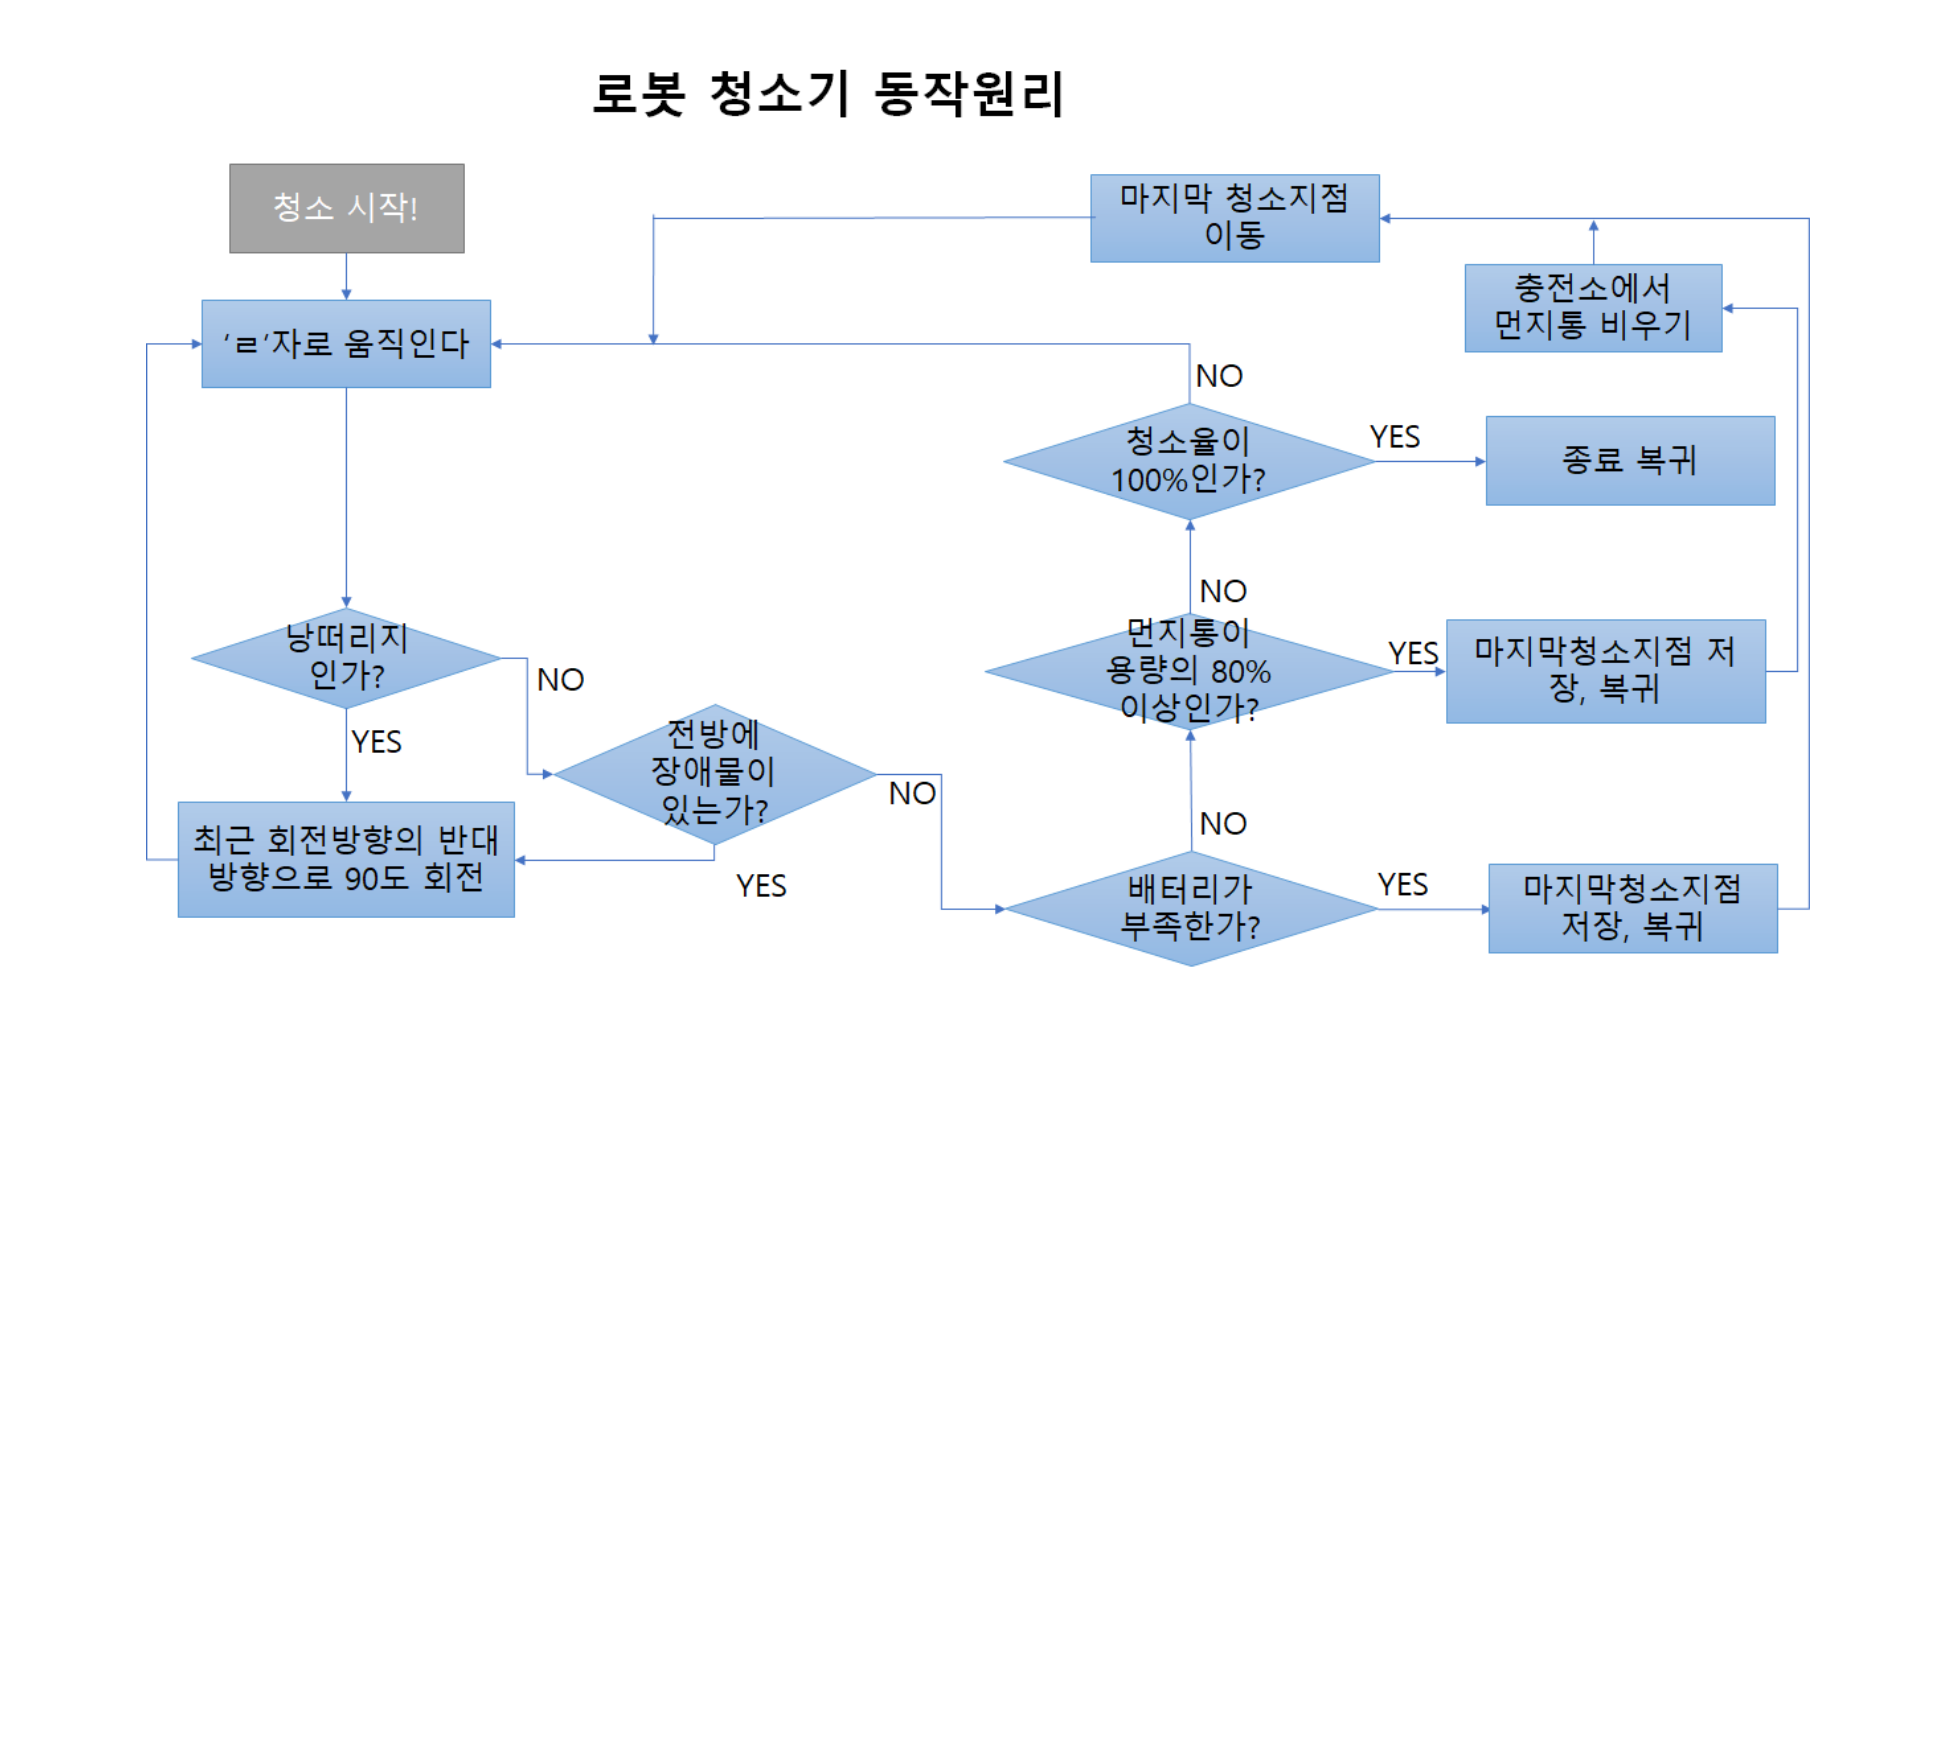 로봇 청소기 동작원리
청소 시작!
마지막 청소지점
이동
충전소에서
먼지통 비우기
‘ㄹ’자로 움직인다
NO
청소율이
100%인가?
YES
종료 복귀
NO
낭떠리지
인가?
NO
YES
먼지통이
용량의 80%
이상인가?
YES
마지막청소지점 저
장, 복귀
전방에
장애물이
있는가?
NO
YES
최근 회전방향의 반대
방향으로 90도 회전
NO
배터리가
부족한가?
YES
마지막청소지점
저장, 복귀